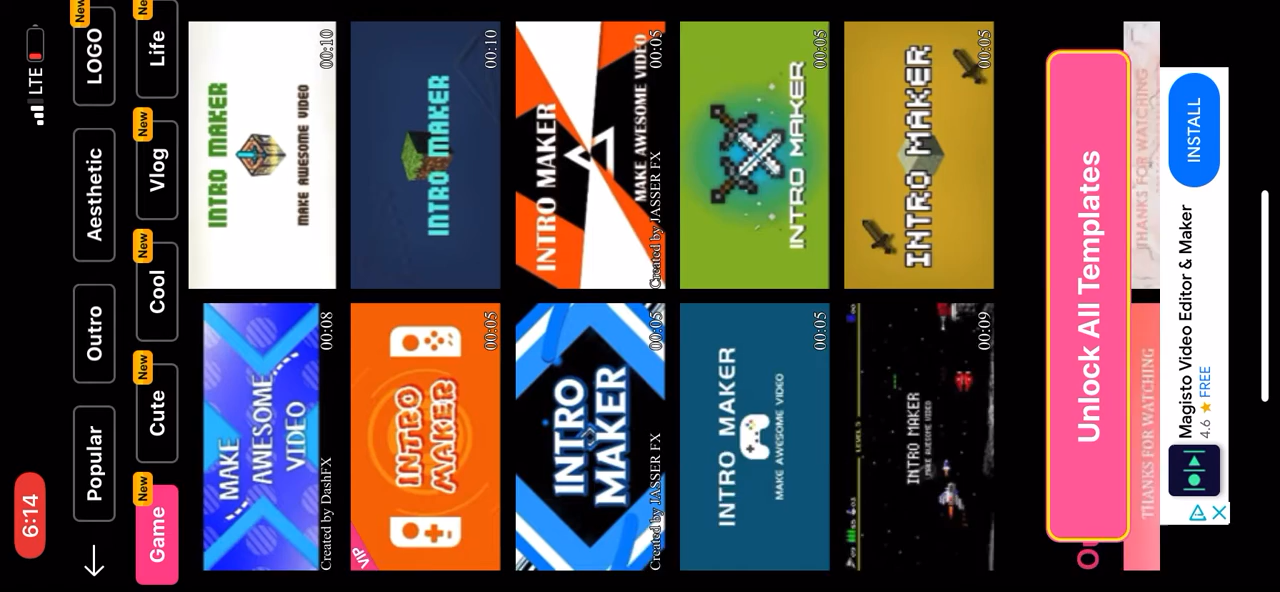 6:14
LTE
Popular
Outro
Aesthetic
LOGO
New
Game
New
Cute
New
Cool
New
Vlog
New
Life
New
MAKE
AWESOME
VIDEO
Created by DashFX
00:08
INTRO MAKER
MAKE AWESOME VIDEO
00:10
VIP
INTRO
MAKER
00:05
INTRO MAKER
00:10
INTRO
MAKER
Created by JASSER FX
00:05
INTRO MAKER
MAKE AWESOME VIDEO
Created by JASSER FX
00:05
INTRO MAKER
MAKE AWESOME VIDEO
00:05
INTRO MAKER
00:05
LEVEL 5
INTRO MAKER
MAKE AWESOME VIDEO
00:09
INTRO MAKER
00:05
Unlock All Templates
THANKS FOR WATCHING
THANKS FOR WATCHING
Magisto Video Editor & Maker
4.6 ★ FREE
INSTALL